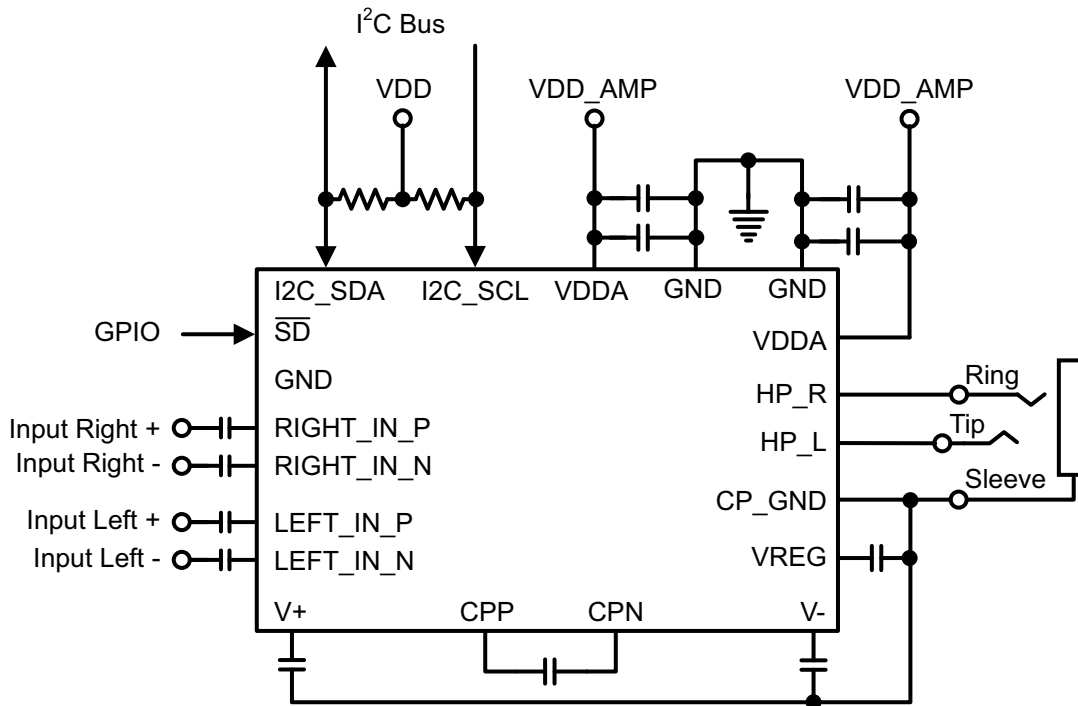 I²C Bus
VDD
VDD_AMP
VDD_AMP
I2C_SDA
I2C_SCL
VDDA
GND
GND
GPIO
SD
VDDA
GND
HP_R
Ring
Input Right +
RIGHT_IN_P
HP_L
Tip
Input Right -
RIGHT_IN_N
CP_GND
Sleeve
Input Left +
LEFT_IN_P
Input Left -
LEFT_IN_N
VREG
V+
CPP
CPN
V-